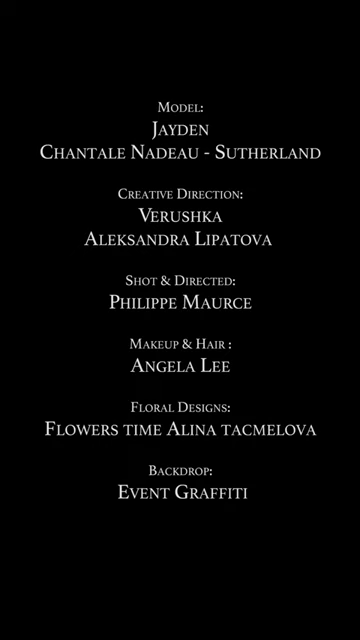 Model:
Jayden
Chantale Nadeau - Sutherland
Creative Direction:
Verushka
Aleksandra Lipatova
Shot & Directed:
Philippe Maurce
Makeup & Hair :
Angela Lee
Floral Designs:
Flowers time Alina tacmelova
Backdrop:
Event Graffiti